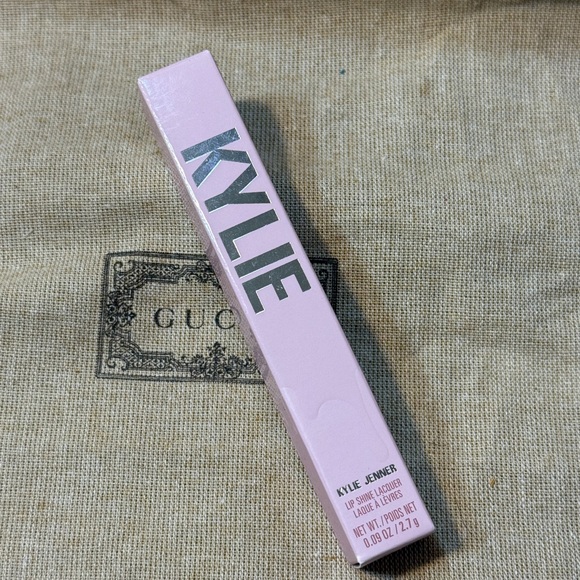 KYLIE
KYLIE JENNER
LIP SHINE LACQUER
LAQUE À LÈVRES
NET WT./POIDS NET
0.09 OZ / 2.7 g
GUC